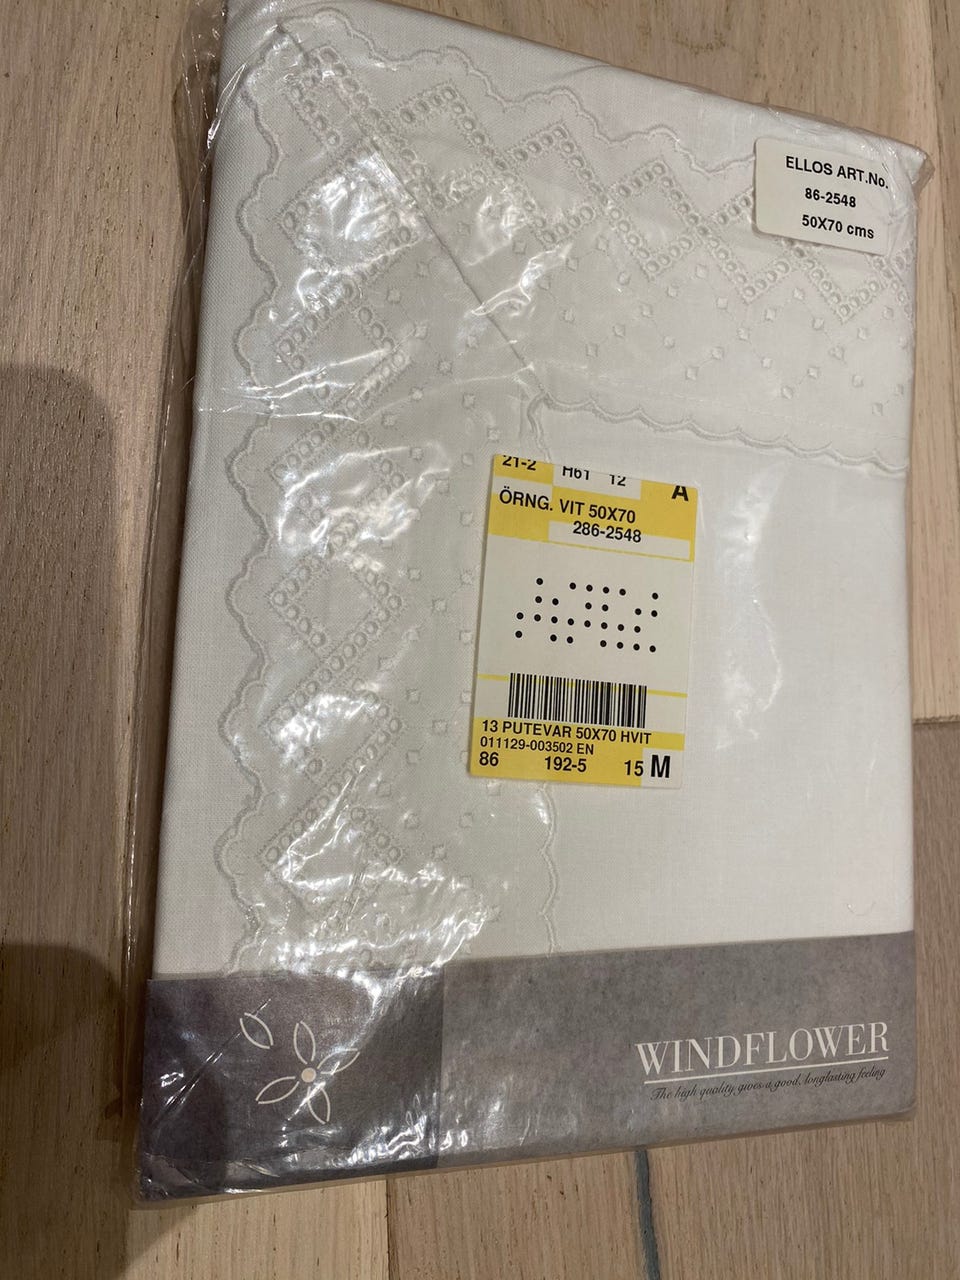 ELLOS ART.No.
86-2548
50X70 cms
21-2 H61 12 A
ÖRNG. VIT 50X70
286-2548
13 PUTEVAR 50X70 HVIT
011129-003502 EN
86 192-5 15 M
WINDFLOWER
The high quality gives a good, longlasting feeling